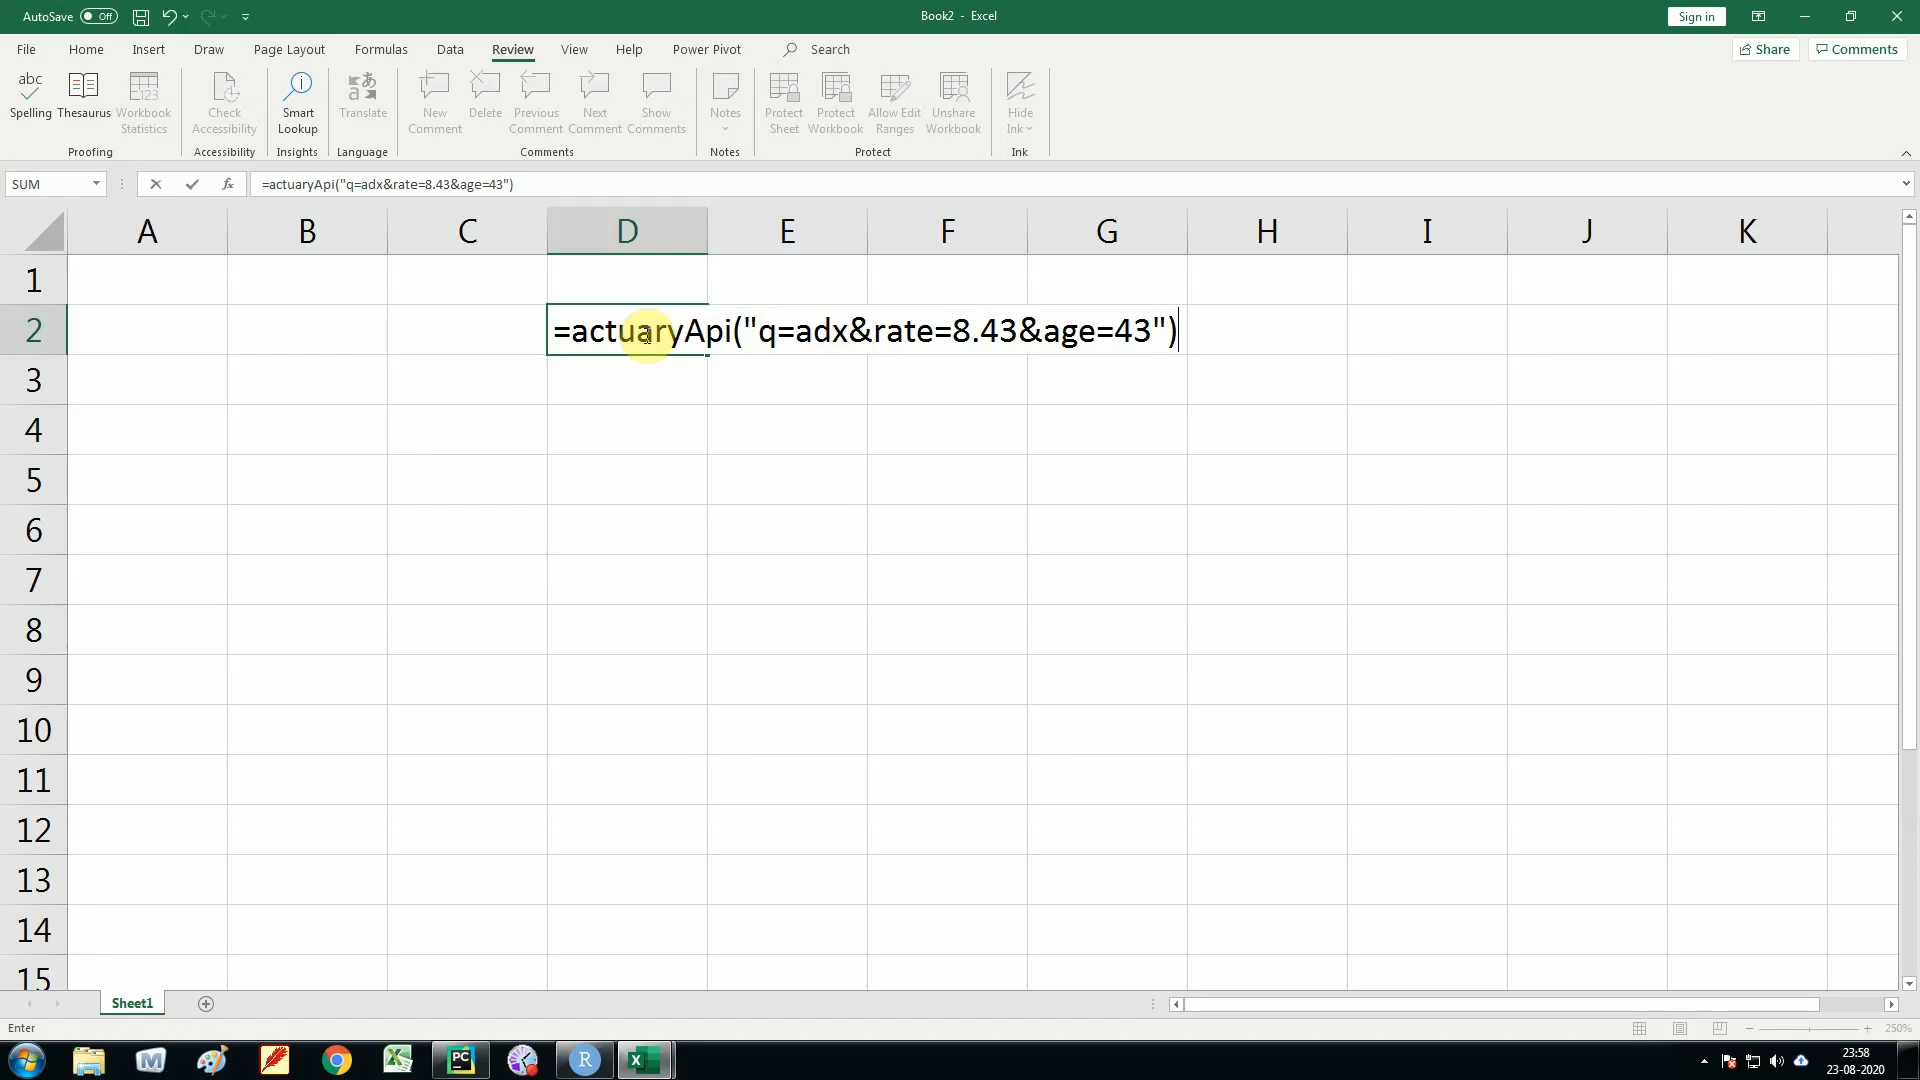 AutoSave Off
Book2 - Excel
Sign in
File Home Insert Draw Page Layout Formulas Data Review View Help Power Pivot Search
Share Comments
abc
123
Spelling Thesaurus Workbook Statistics
Check Accessibility
Smart Lookup
Translate
New Comment Delete Previous Comment Next Comment Show Comments
Notes
Protect Sheet Protect Workbook Allow Edit Ranges Unshare Workbook
Hide Ink
Proofing Accessibility Insights Language Comments Notes Protect Ink
SUM
fx
=actuaryApi("q=adx&rate=8.43&age=43")
A B C D E F G H I J K
1
2 =actuaryApi("q=adx&rate=8.43&age=43")
3
4
5
6
7
8
9
10
11
12
13
14
15
Sheet1
Enter
250%
PC
R
X
23:58
23-08-2020